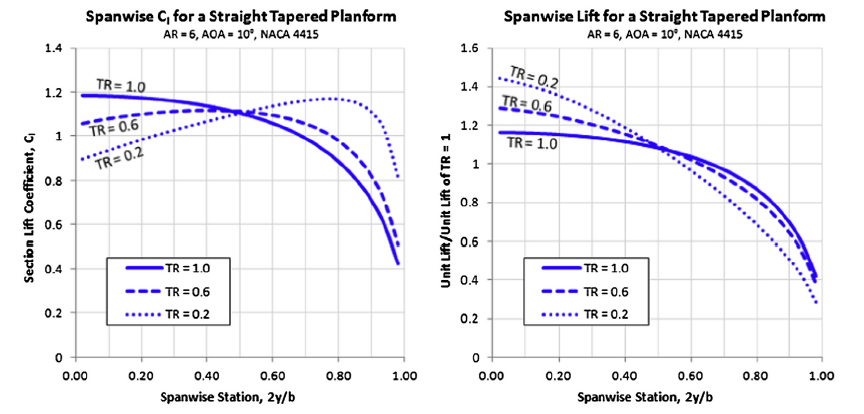 Spanwise Cl for a Straight Tapered Planform
AR = 6, AOA = 10º, NACA 4415
Section Lift Coefficient, Cl
1.4
1.2
1
0.8
0.6
0.4
0.2
0
TR = 1.0
TR = 0.6
TR = 0.2
TR = 1.0
TR = 0.6
TR = 0.2
0.00
0.20
0.40
0.60
0.80
1.00
Spanwise Station, 2y/b
Spanwise Lift for a Straight Tapered Planform
AR = 6, AOA = 10º, NACA 4415
Unit Lift/Unit Lift of TR = 1
1.6
1.4
1.2
1
0.8
0.6
0.4
0.2
0
TR = 0.2
TR = 0.6
TR = 1.0
TR = 1.0
TR = 0.6
TR = 0.2
0.00
0.20
0.40
0.60
0.80
1.00
Spanwise Station, 2y/b